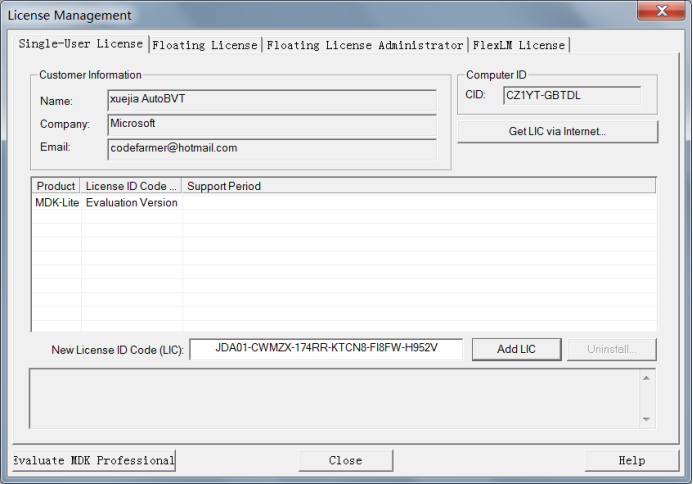 License Management
Single-User License Floating License Floating License Administrator FlexLM License
Customer Information
Name: xuejia AutoBVT
Company: Microsoft
Email: codefarmer@hotmail.com
Computer ID
CID: CZ1YT-GBTDL
Get LIC via Internet...
Product License ID Code ... Support Period
MDK-Lite Evaluation Version
New License ID Code (LIC): JDA01-CWMZX-174RR-KTCN8-FI8FW-H952V Add LIC Uninstall...
Evaluate MDK Professional Close Help